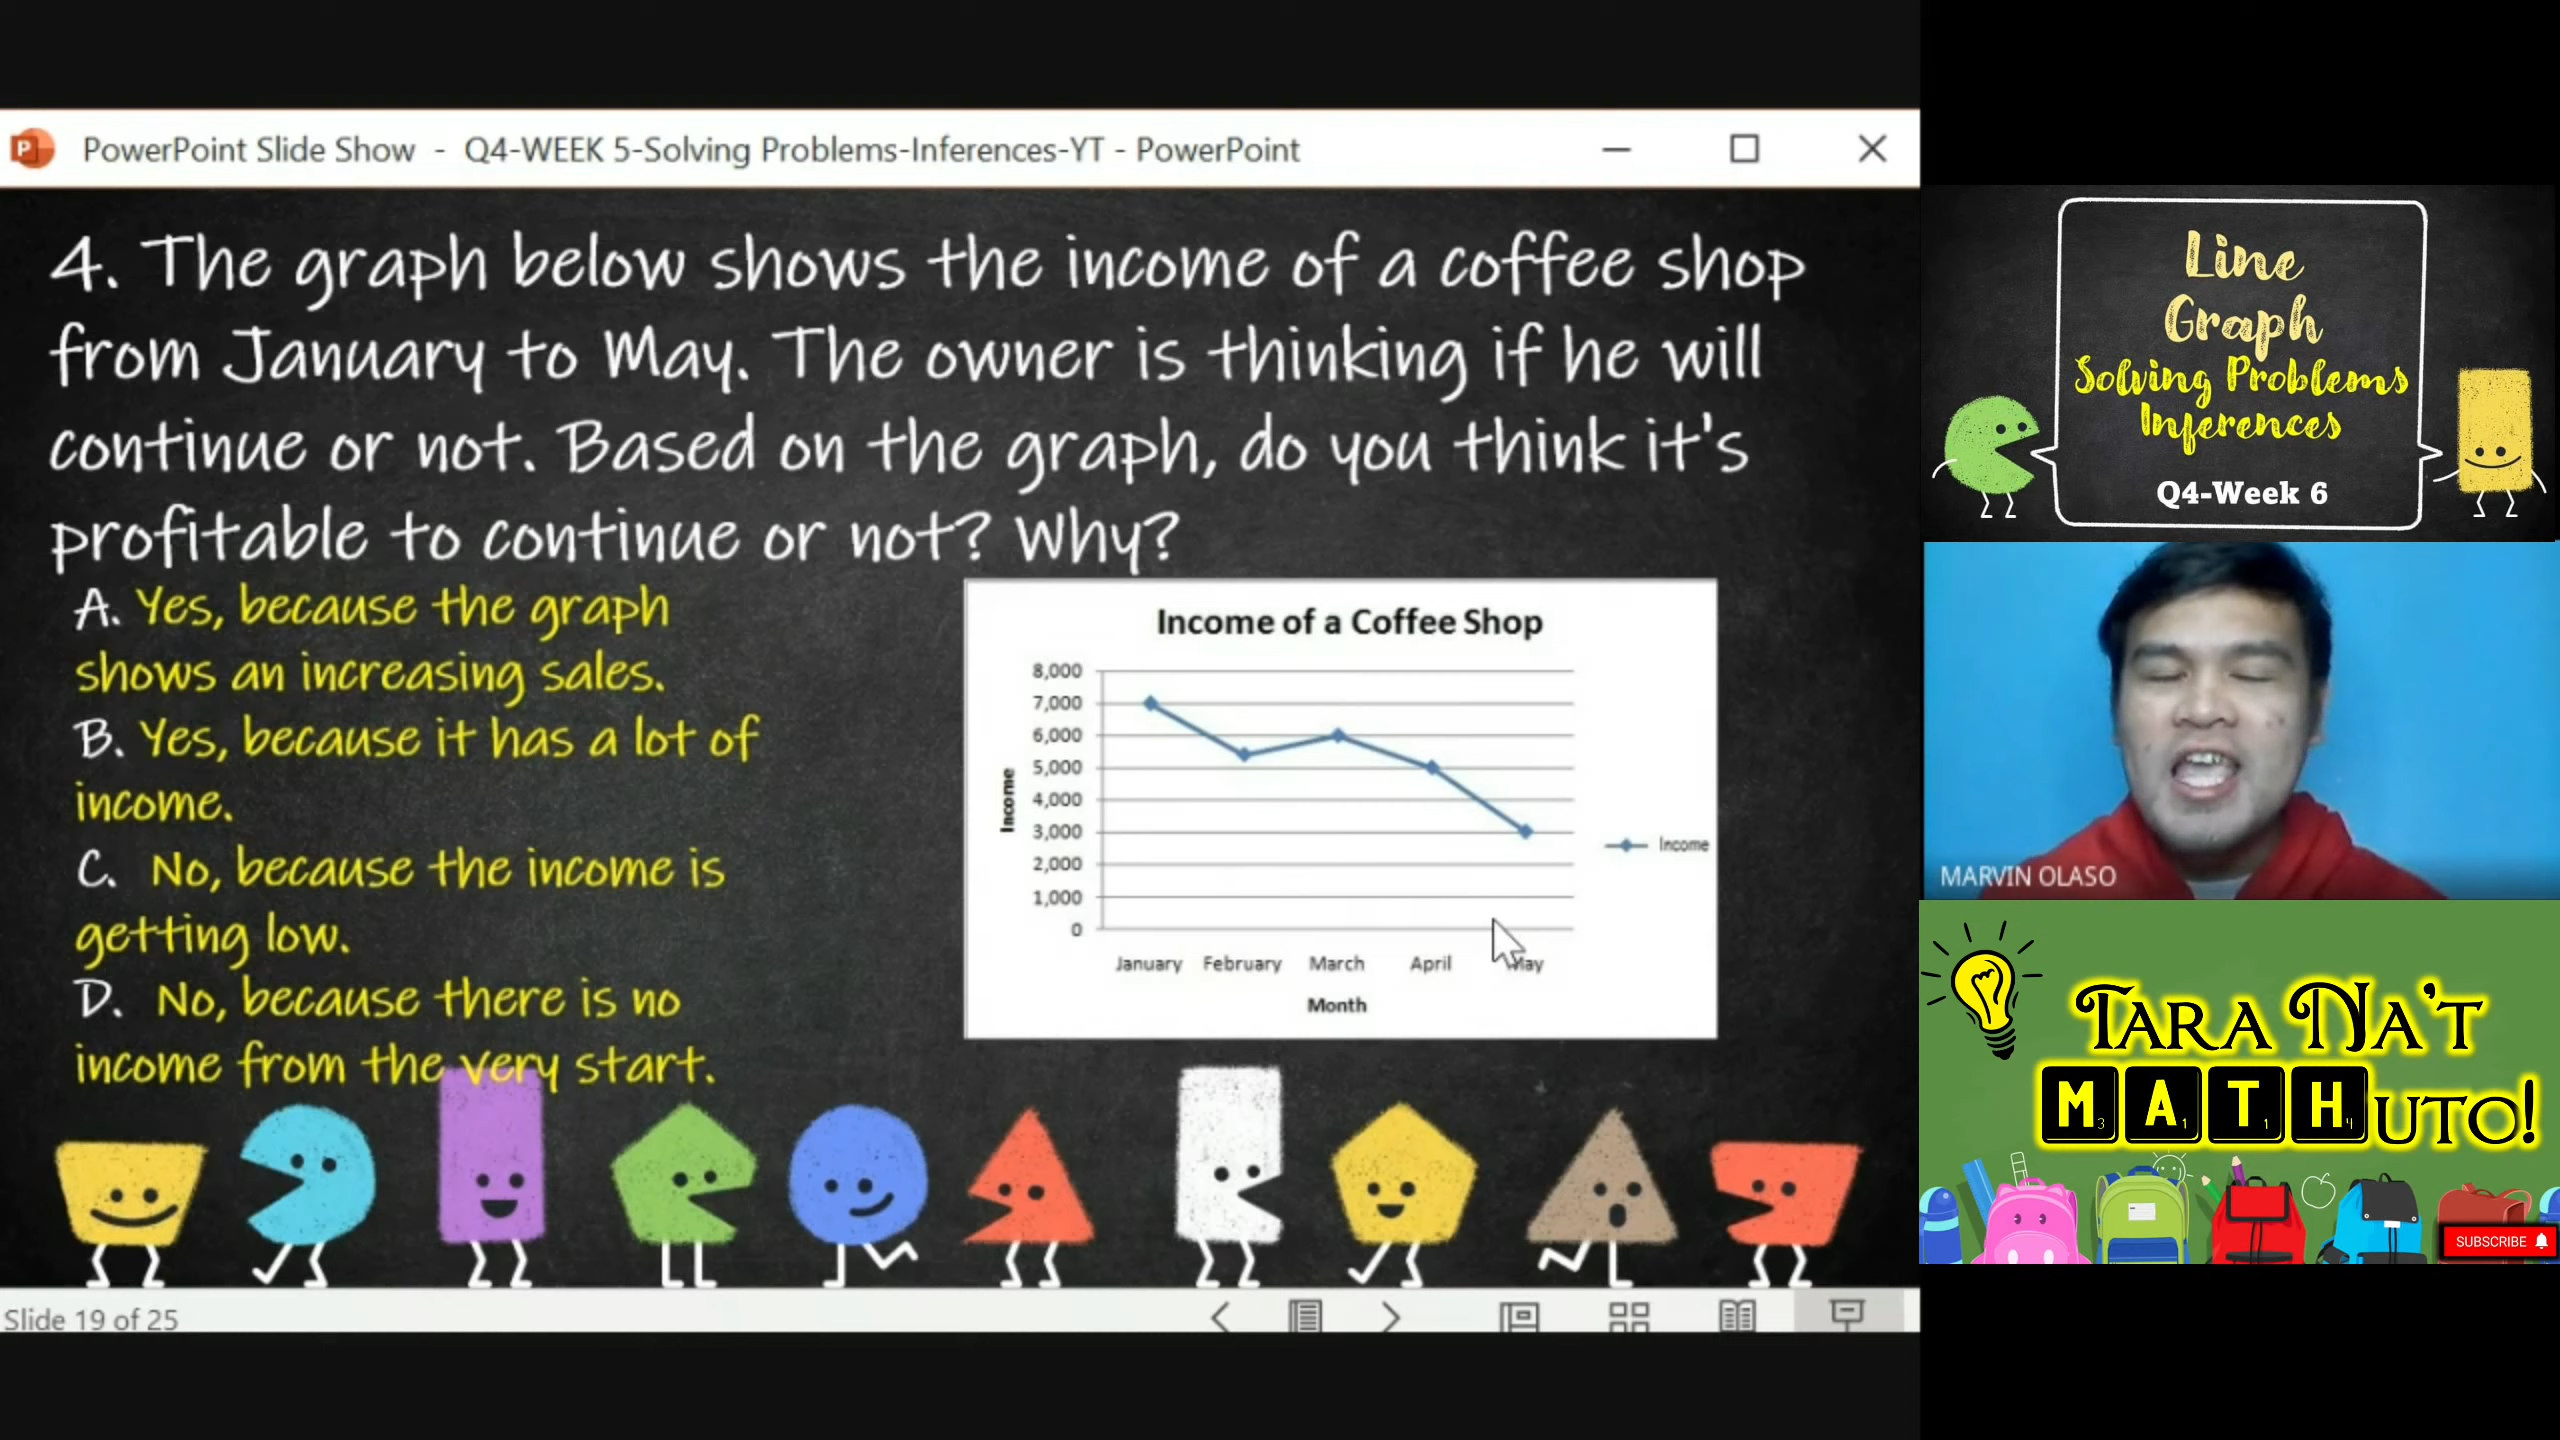 PowerPoint Slide Show - Q4-WEEK 5-Solving Problems-Inferences-YT - PowerPoint
4. The graph below shows the income of a coffee shop
from January to May. The owner is thinking if he will
continue or not. Based on the graph, do you think it's
profitable to continue or not? Why?
A. Yes, because the graph
shows an increasing sales.
B. Yes, because it has a lot of
income.
C. No, because the income is
getting low.
D. No, because there is no
income from the very start.
Income of a Coffee Shop
8,000
7,000
6,000
5,000
4,000
3,000
2,000
1,000
0
Income
January February March April May
Month
Income
Slide 19 of 25
Line
Graph
Solving Problems
Inferences
Q4-Week 6
MARVIN OLASO
TARA NA'T
MATHUTO!
SUBSCRIBE